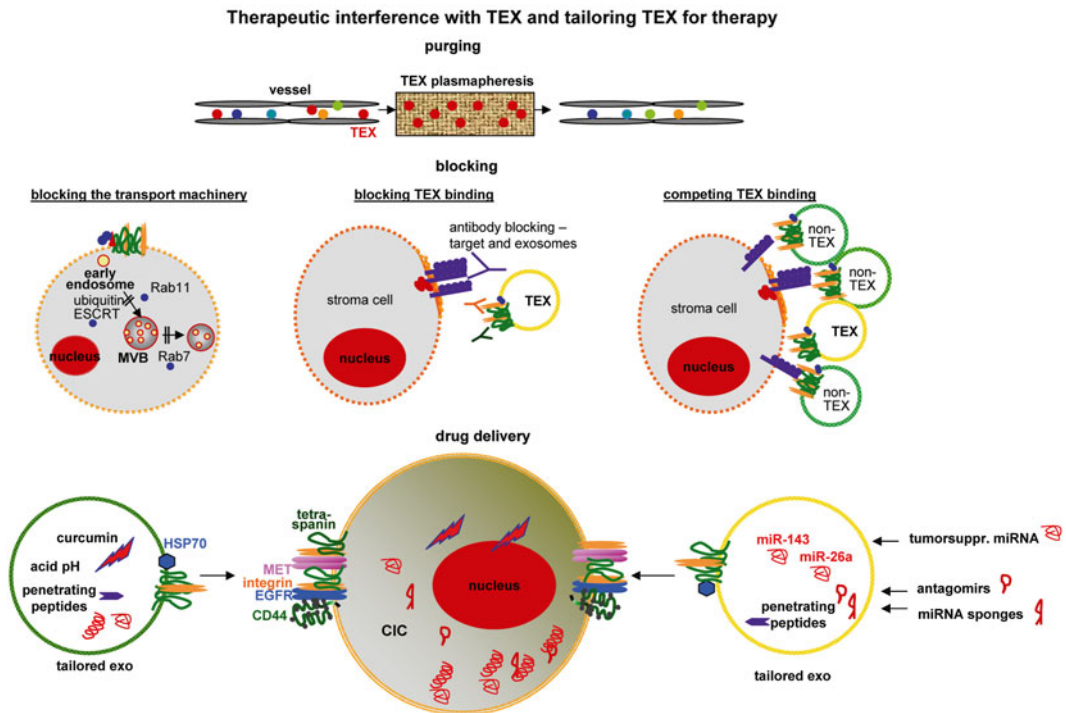 Therapeutic interference with TEX and tailoring TEX for therapy
purging
vessel
TEX plasmapheresis
TEX
blocking
blocking the transport machinery
blocking TEX binding
competing TEX binding
early
endosome
ubiquitin
ESCRT
Rab11
nucleus
MVB
Rab7
antibody blocking –
target and exosomes
stroma cell
TEX
nucleus
non-
TEX
non-
TEX
stroma cell
TEX
nucleus
non-
TEX
drug delivery
curcumin
acid pH
penetrating
peptides
HSP70
tailored exo
tetra-
spanin
MET
integrin
EGFR
CD44
nucleus
CIC
miR-143
miR-26a
penetrating
peptides
tailored exo
tumorsuppr. miRNA
antagomirs
miRNA sponges